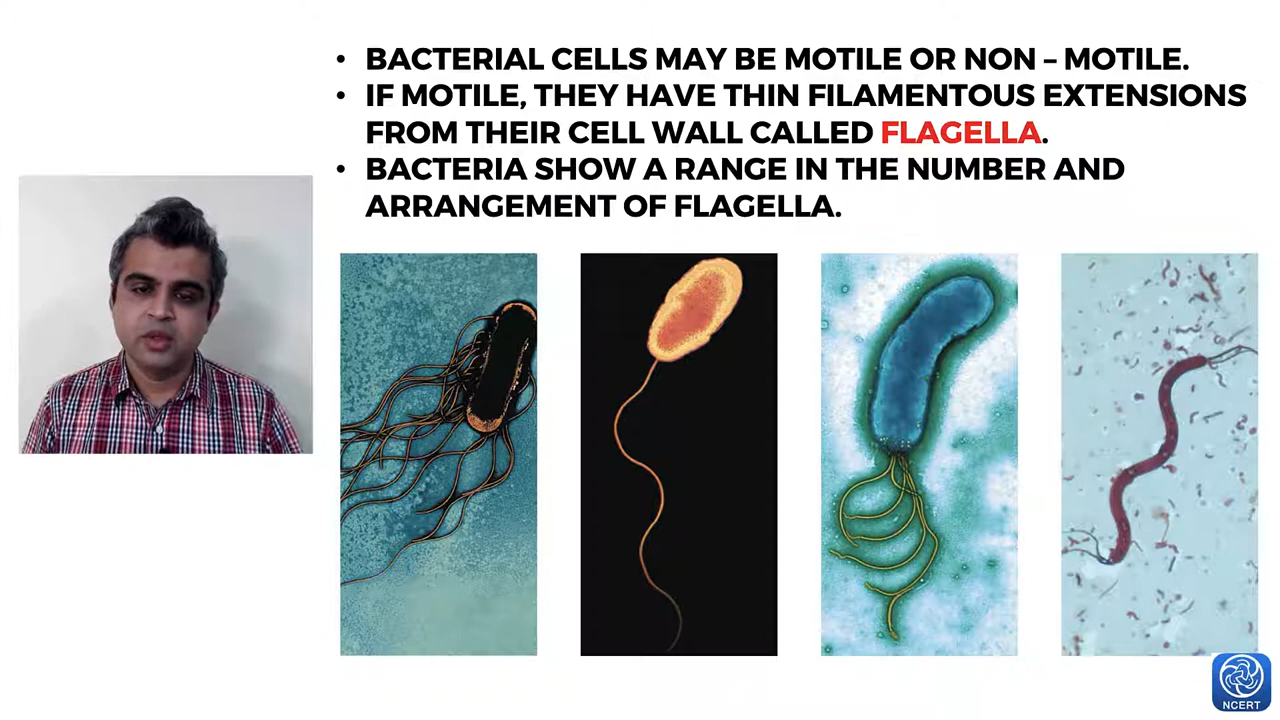 • BACTERIAL CELLS MAY BE MOTILE OR NON – MOTILE.
• IF MOTILE, THEY HAVE THIN FILAMENTOUS EXTENSIONS
FROM THEIR CELL WALL CALLED FLAGELLA.
• BACTERIA SHOW A RANGE IN THE NUMBER AND
ARRANGEMENT OF FLAGELLA.
NCERT